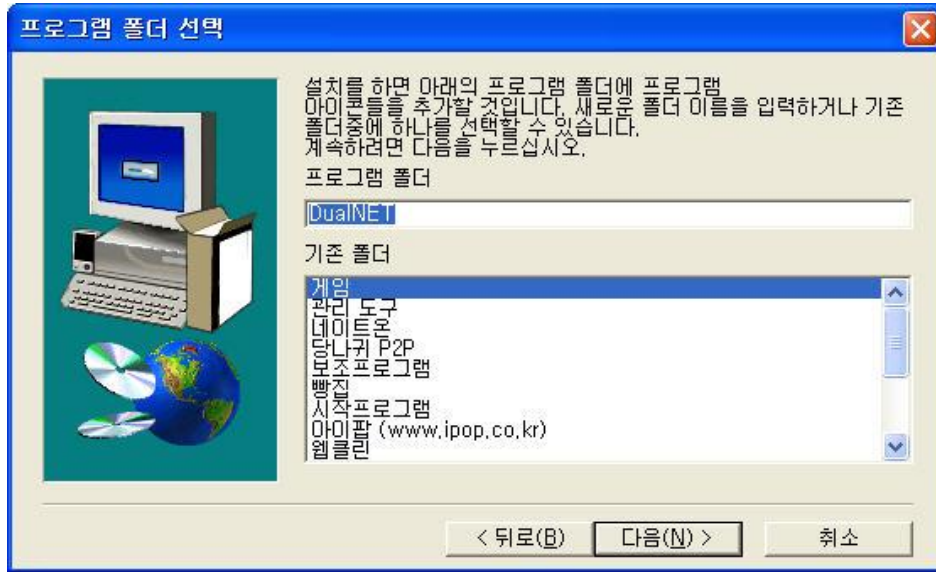 프로그램 폴더 선택
설치를 하면 아래의 프로그램 폴더에 프로그램
아이콘들을 추가할 것입니다. 새로운 폴더 이름을 입력하거나 기존
폴더중에 하나를 선택할 수 있습니다.
계속하려면 다음을 누르십시오.
프로그램 폴더
DualNET
기존 폴더
게임
관리 도구
네이트온
당나귀 P2P
보조프로그램
빵집
시작프로그램
아이팝 (www.ipop.co.kr)
웹클린
< 뒤로(B)
다음(N) >
취소